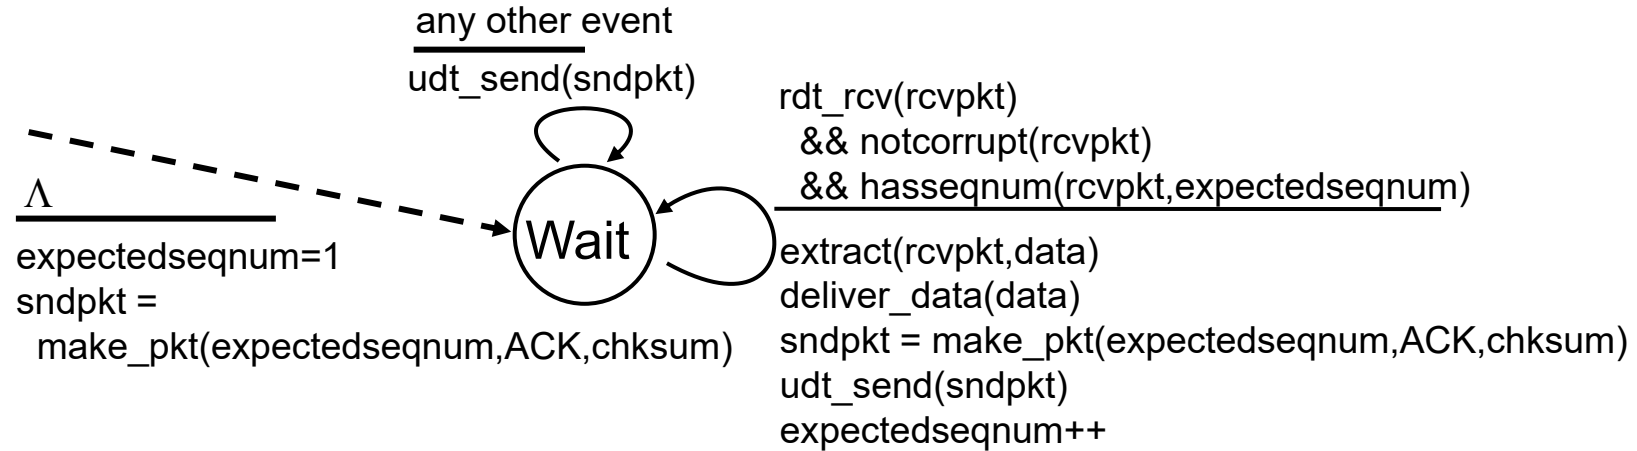 any other event
udt_send(sndpkt)
rdt_rcv(rcvpkt)
&& notcorrupt(rcvpkt)
&& hasseqnum(rcvpkt,expectedseqnum)
Λ
Wait
expectedseqnum=1
sndpkt =
make_pkt(expectedseqnum,ACK,chksum)
extract(rcvpkt,data)
deliver_data(data)
sndpkt = make_pkt(expectedseqnum,ACK,chksum)
udt_send(sndpkt)
expectedseqnum++